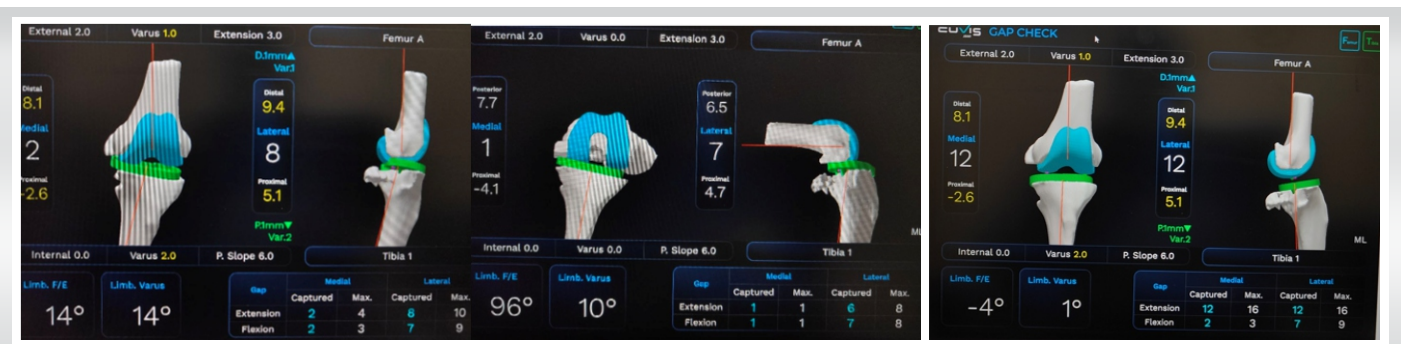 External 2.0 Varus 1.0 Extension 3.0 Femur A
D.1mm▲
Var.1
Distal
8.1
Medial
2
Proximal
-2.6
Distal
9.4
Lateral
8
Proximal
5.1
P.1mm▼
Var.2
Internal 0.0 Varus 2.0 P. Slope 6.0 Tibia 1
Limb. F/E
14°
Limb. Varus
14°
Gap Medial Lateral
Captured Max. Captured Max.
Extension 2 4 8 10
Flexion 2 3 7 9
External 2.0 Varus 0.0 Extension 3.0 Femur A
Posterior
7.7
Medial
1
Proximal
-4.1
Posterior
6.5
Lateral
7
Proximal
4.7
ML
Internal 0.0 Varus 0.0 P. Slope 6.0 Tibia 1
Limb. F/E
96°
Limb. Varus
10°
Gap Medial Lateral
Captured Max. Captured Max.
Extension 1 1 6 8
Flexion 1 1 7 8
CUVIS GAP CHECK
External 2.0 Varus 1.0 Extension 3.0 Femur A
D.1mm▲
Var.1
Distal
8.1
Medial
12
Proximal
-2.6
Distal
9.4
Lateral
12
Proximal
5.1
P.1mm▼
Var.2
ML
Internal 0.0 Varus 2.0 P. Slope 6.0 Tibia 1
Limb. F/E
-4°
Limb. Varus
1°
Gap Medial Lateral
Captured Max. Captured Max.
Extension 12 16 12 16
Flexion 2 3 7 9